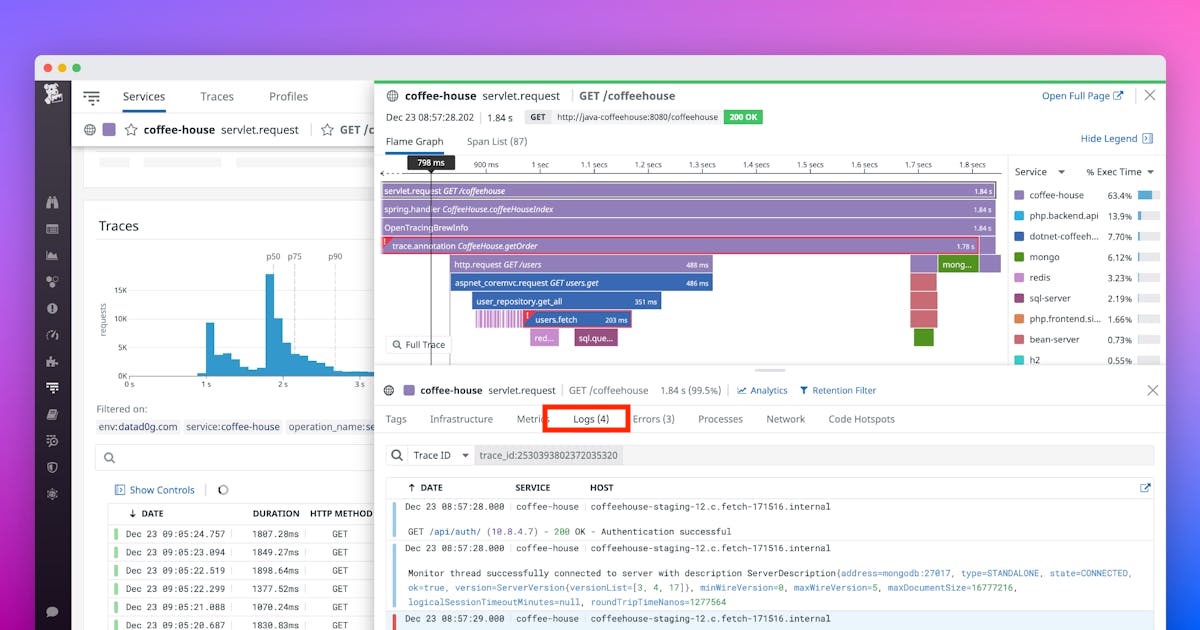 Services Traces Profiles
coffee-house servlet.request GET /c
Traces
p50 p75 p90
15K
10K
5K
0K
requests
0 s 1 s 2 s 3 s
Filtered on:
env:datad0g.com service:coffee-house operation_name:se
Show Controls
↓ DATE DURATION HTTP METHOD
Dec 23 09:05:24.757 1807.28ms GET
Dec 23 09:05:23.094 1849.27ms GET
Dec 23 09:05:22.519 1898.64ms GET
Dec 23 09:05:22.299 1377.52ms GET
Dec 23 09:05:21.088 1070.24ms GET
Dec 23 09:05:20.687 1830.83ms GET
coffee-house servlet.request GET /coffeehouse Open Full Page
Dec 23 08:57:28.202 1.84 s GET http://java-coffeehouse:8080/coffeehouse 200 OK
Flame Graph Span List (87) Hide Legend
798 ms 900 ms 1 sec 1.1 secs 1.2 secs 1.3 secs 1.4 secs 1.5 secs 1.6 secs 1.7 secs 1.8 secs
servlet.request GET /coffeehouse 1.84 s
spring.handler CoffeeHouse.coffeeHouseIndex 1.84 s
OpenTracingBrewInfo 1.84 s
trace.annotation CoffeeHouse.getOrder 1.78 s
http.request GET /users 488 ms mong...
aspnet_coremvc.request GET users.get 486 ms
user_repository.get_all 351 ms
users.fetch 203 ms
red... sql.que...
Full Trace
Service % Exec Time
coffee-house 63.4%
php.backend.api 13.9%
dotnet-coffeeh... 7.70%
mongo 6.12%
redis 3.23%
sql-server 2.19%
php.frontend.si... 1.66%
bean-server 0.73%
h2 0.55%
coffee-house servlet.request GET /coffeehouse 1.84 s (99.5%) Analytics Retention Filter
Tags Infrastructure Metrics Logs (4) Errors (3) Processes Network Code Hotspots
Trace ID trace_id:2530393802372035320
↑ DATE SERVICE HOST
Dec 23 08:57:28.000 coffee-house coffeehouse-staging-12.c.fetch-171516.internal
GET /api/auth/ (10.8.4.7) - 200 OK - Authentication successful
Dec 23 08:57:28.000 coffee-house coffeehouse-staging-12.c.fetch-171516.internal
Monitor thread successfully connected to server with description ServerDescription{address=mongodb:27017, type=STANDALONE, state=CONNECTED,
ok=true, version=ServerVersion{versionList=[3, 4, 17]}, minWireVersion=0, maxWireVersion=5, maxDocumentSize=16777216,
logicalSessionTimeoutMinutes=null, roundTripTimeNanos=1277564
Dec 23 08:57:29.000 coffee-house coffeehouse-staging-12.c.fetch-171516.internal